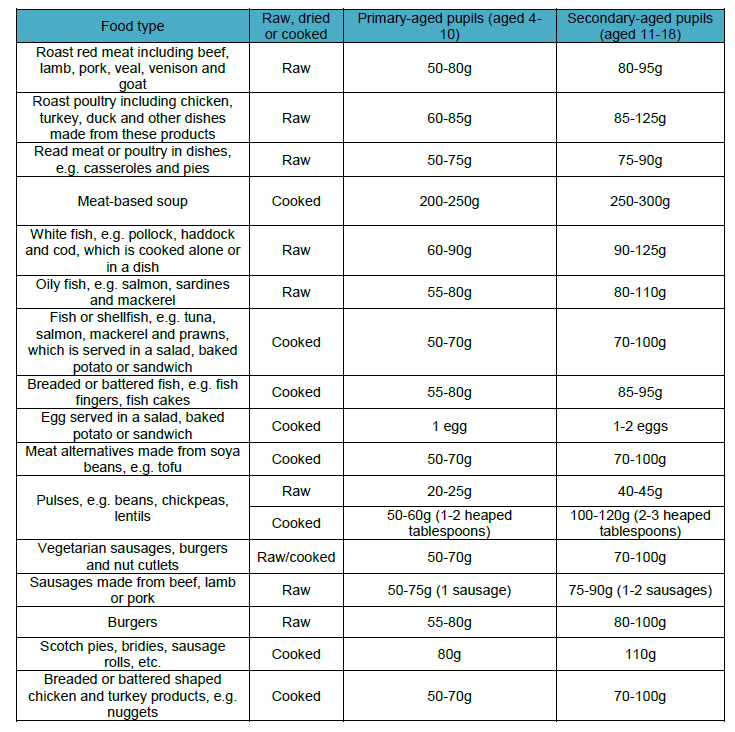 Food type
Raw, dried
or cooked
Primary-aged pupils (aged 4-
10)
Secondary-aged pupils
(aged 11-18)
Roast red meat including beef,
lamb, pork, veal, venison and
goat
Raw
50-80g
80-95g
Roast poultry including chicken,
turkey, duck and other dishes
made from these products
Raw
60-85g
85-125g
Read meat or poultry in dishes,
e.g. casseroles and pies
Raw
50-75g
75-90g
Meat-based soup
Cooked
200-250g
250-300g
White fish, e.g. pollock, haddock
and cod, which is cooked alone or
in a dish
Raw
60-90g
90-125g
Oily fish, e.g. salmon, sardines
and mackerel
Raw
55-80g
80-110g
Fish or shellfish, e.g. tuna,
salmon, mackerel and prawns,
which is served in a salad, baked
potato or sandwich
Cooked
50-70g
70-100g
Breaded or battered fish, e.g. fish
fingers, fish cakes
Cooked
55-80g
85-95g
Egg served in a salad, baked
potato or sandwich
Cooked
1 egg
1-2 eggs
Meat alternatives made from soya
beans, e.g. tofu
Cooked
50-70g
70-100g
Pulses, e.g. beans, chickpeas,
lentils
Raw
20-25g
40-45g
Cooked
50-60g (1-2 heaped
tablespoons)
100-120g (2-3 heaped
tablespoons)
Vegetarian sausages, burgers
and nut cutlets
Raw/cooked
50-70g
70-100g
Sausages made from beef, lamb
or pork
Raw
50-75g (1 sausage)
75-90g (1-2 sausages)
Burgers
Raw
55-80g
80-100g
Scotch pies, bridies, sausage
rolls, etc.
Cooked
80g
110g
Breaded or battered shaped
chicken and turkey products, e.g.
nuggets
Cooked
50-70g
70-100g